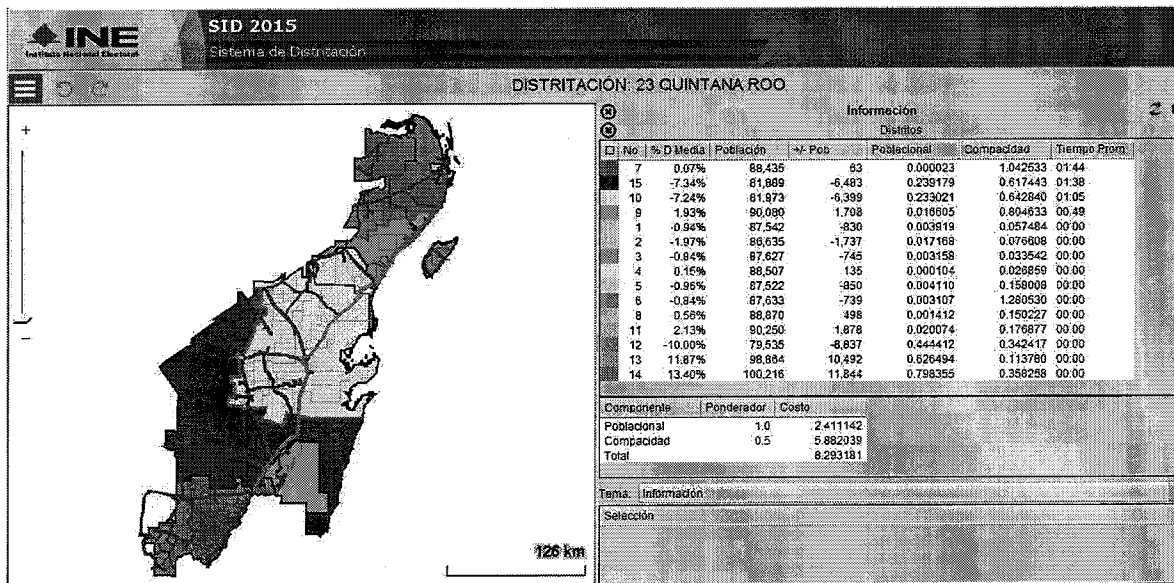 INE
Instituto Nacional Electoral
SID 2015
Sistema de Distritación
DISTRITACIÓN: 23 QUINTANA ROO
Información
Distritos
No % D Media Población +/- Pob Poblacional Compacidad Tiempo Prom
7 0.07% 88,435 63 0.000023 1.042533 01:44
15 -7.34% 81,889 -6,483 0.239179 0.617443 01:38
10 -7.24% 81,973 -6,399 0.233021 0.642840 01:05
9 1.93% 90,080 1,708 0.016605 0.804633 00:49
1 -0.94% 87,542 -830 0.003919 0.057484 00:00
2 -1.97% 86,635 -1,737 0.017168 0.076608 00:00
3 -0.84% 87,627 -745 0.003158 0.033542 00:00
4 0.15% 88,507 135 0.000104 0.026859 00:00
5 -0.96% 87,522 -850 0.004110 0.158008 00:00
6 -0.84% 87,633 -739 0.003107 1.280530 00:00
8 0.56% 88,870 498 0.001412 0.150227 00:00
11 2.13% 90,250 1,878 0.020074 0.176877 00:00
12 -10.00% 79,535 -8,837 0.444412 0.342417 00:00
13 11.87% 98,864 10,492 0.626494 0.113780 00:00
14 13.40% 100,216 11,844 0.798355 0.358258 00:00
Componente Ponderador Costo
Poblacional 1.0 2.411142
Compacidad 0.5 5.882039
Total 8.293181
Tema: Información
Selección
126 km